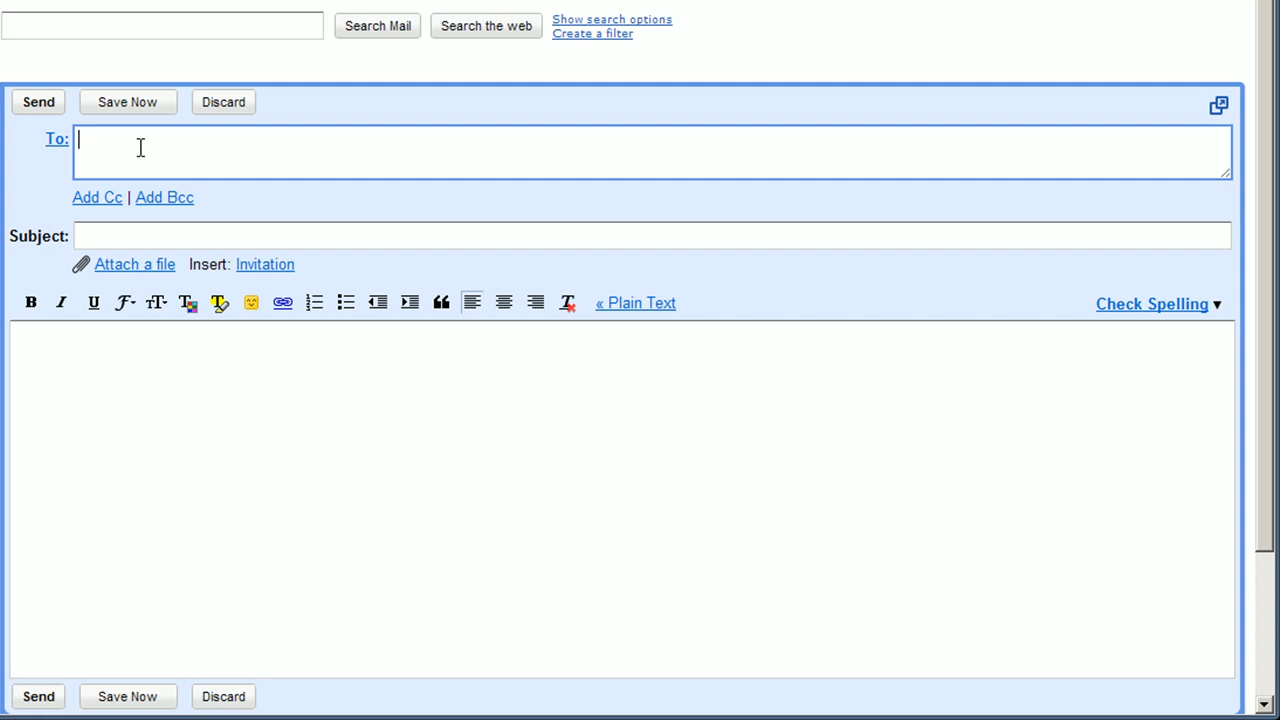 Search Mail Search the web Show search options
Create a filter
Send Save Now Discard
To:
Add Cc | Add Bcc
Subject:
Attach a file Insert: Invitation
B I U « Plain Text Check Spelling ▼
Send Save Now Discard